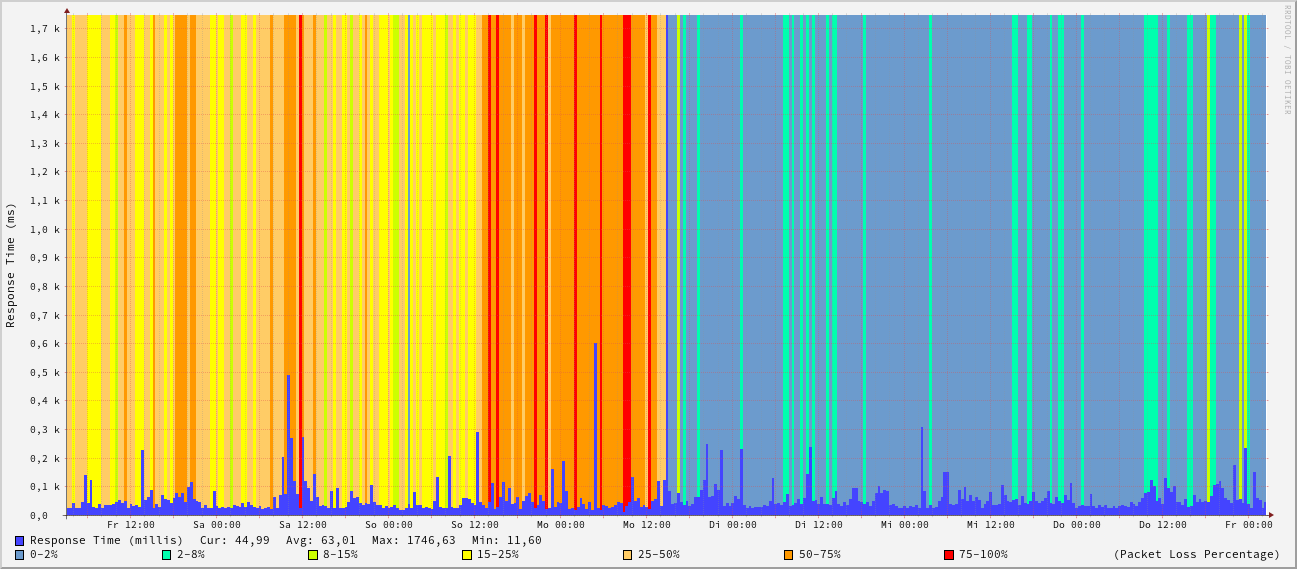 RRDTOOL / TOBI OETIKER
Response Time (ms)
1,7 k
1,6 k
1,5 k
1,4 k
1,3 k
1,2 k
1,1 k
1,0 k
0,9 k
0,8 k
0,7 k
0,6 k
0,5 k
0,4 k
0,3 k
0,2 k
0,1 k
0,0
Fr 12:00 Sa 00:00 Sa 12:00 So 00:00 So 12:00 Mo 00:00 Mo 12:00 Di 00:00 Di 12:00 Mi 00:00 Mi 12:00 Do 00:00 Do 12:00 Fr 00:00
Response Time (millis) Cur: 44,99 Avg: 63,01 Max: 1746,63 Min: 11,60
0-2% 2-8% 8-15% 15-25% 25-50% 50-75% 75-100% (Packet Loss Percentage)